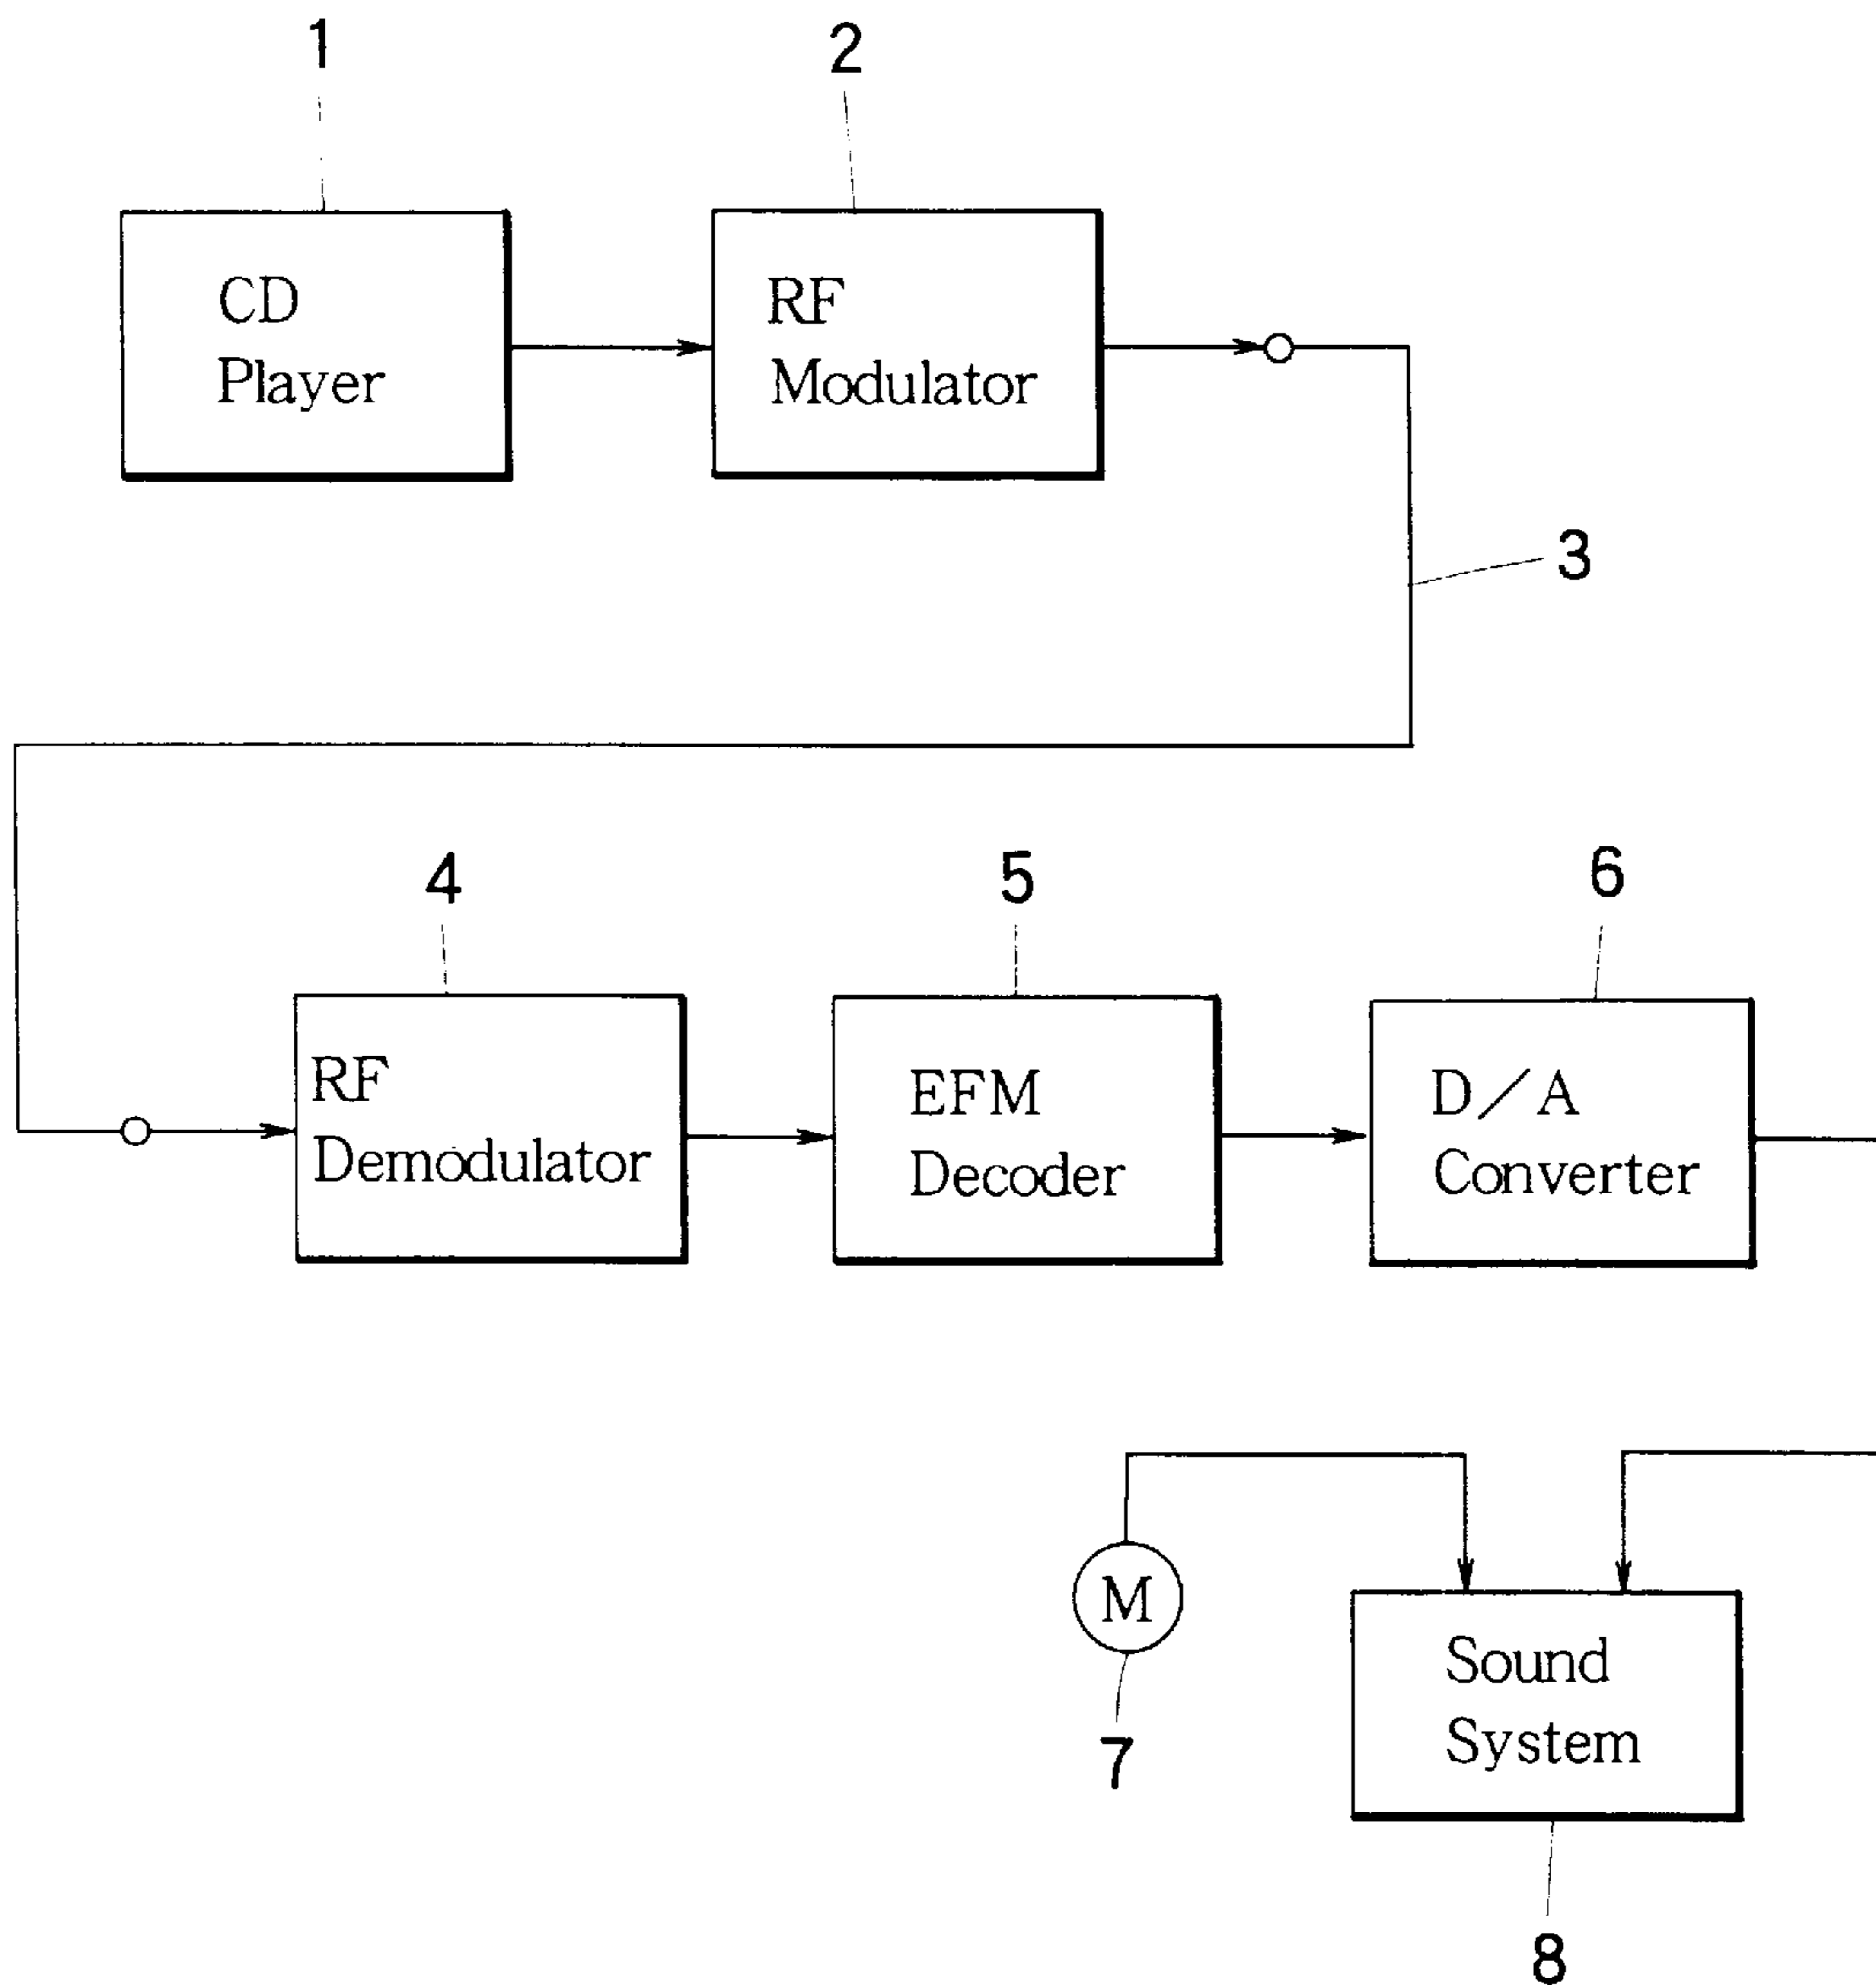 1
2
CD
Player
RF
Modulator
3
4
5
6
RF
Demodulator
EFM
Decoder
D/A
Converter
M
7
Sound
System
8